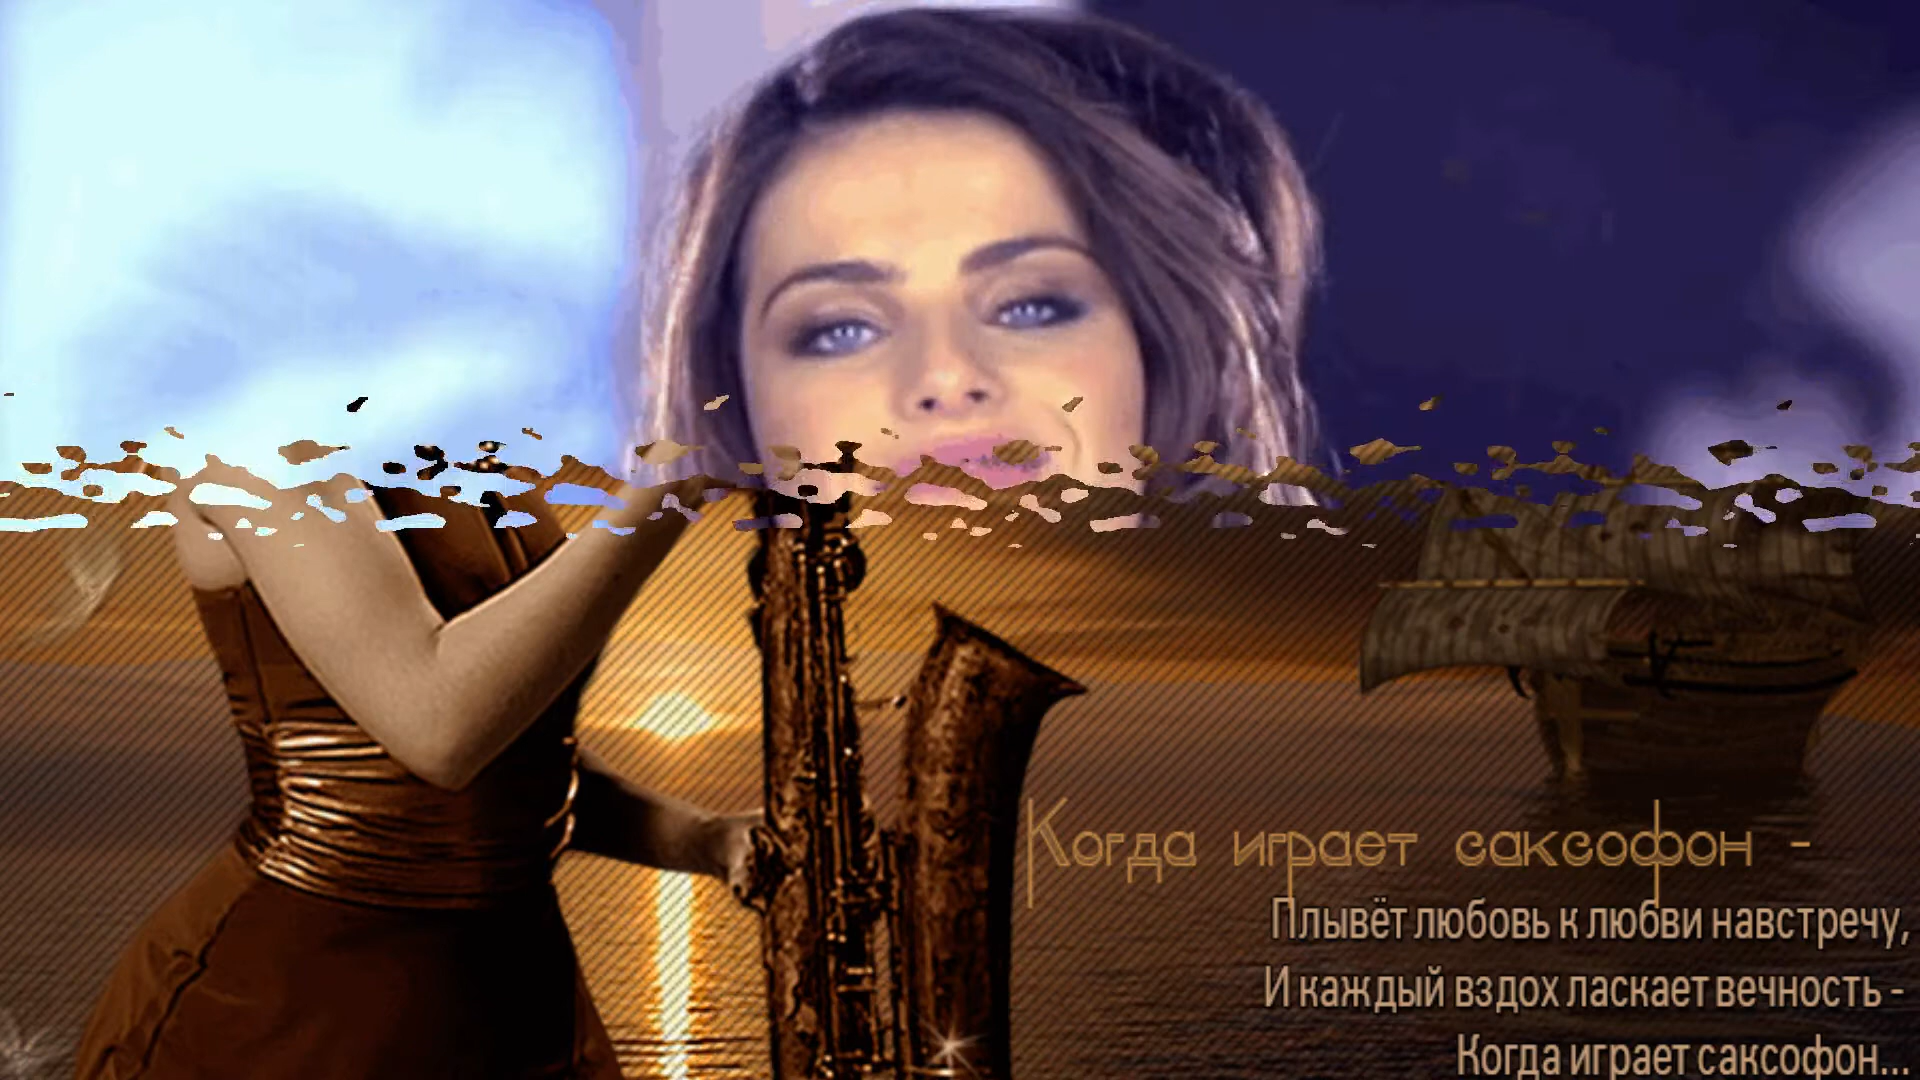 Когда играет саксофон -
Плывёт любовь к любви навстречу,
И каждый вздох ласкает вечность -
Когда играет саксофон...